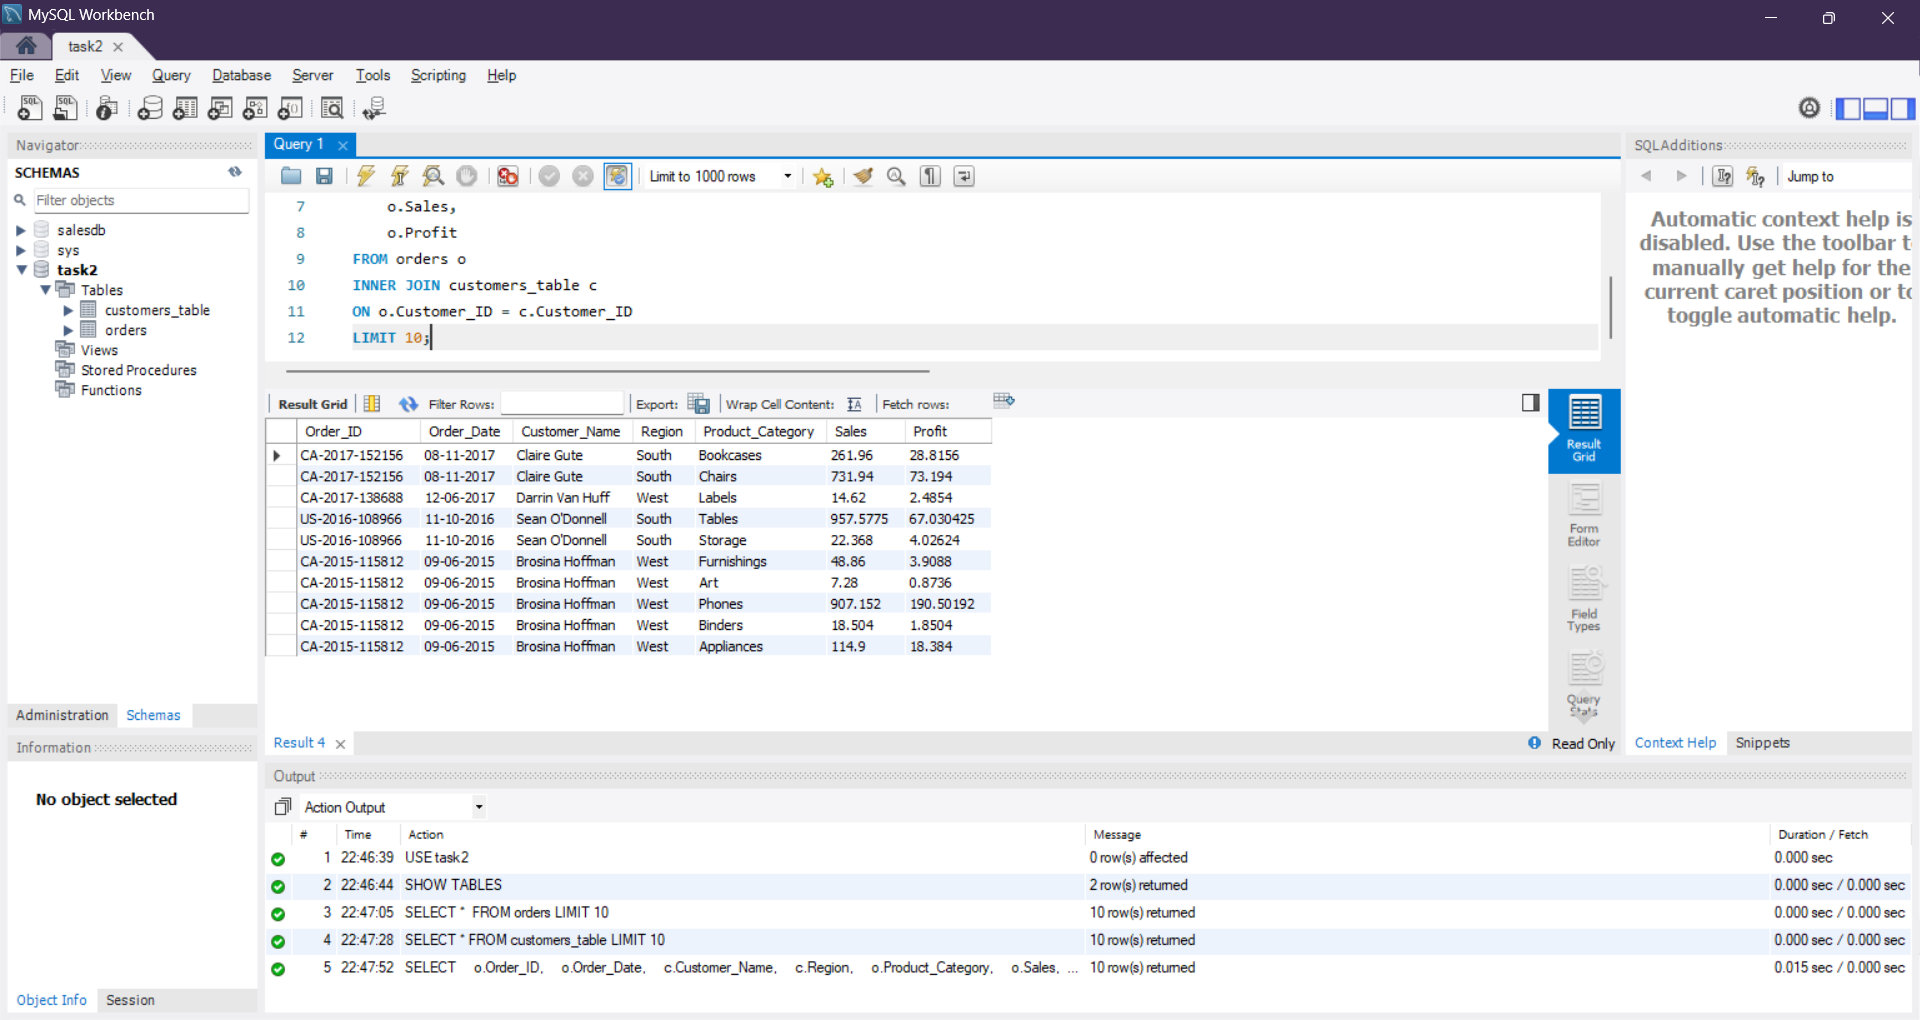 MySQL Workbench
task2
File Edit View Query Database Server Tools Scripting Help
Navigator
SCHEMAS
Filter objects
salesdb
sys
task2
Tables
customers_table
orders
Views
Stored Procedures
Functions
Administration Schemas
Information
No object selected
Object Info Session
Query 1
Limit to 1000 rows
7 o.Sales,
8 o.Profit
9 FROM orders o
10 INNER JOIN customers_table c
11 ON o.Customer_ID = c.Customer_ID
12 LIMIT 10;
Result Grid Filter Rows: Export: Wrap Cell Content: Fetch rows:
Order_ID Order_Date Customer_Name Region Product_Category Sales Profit
CA-2017-152156 08-11-2017 Claire Gute South Bookcases 261.96 28.8156
CA-2017-152156 08-11-2017 Claire Gute South Chairs 731.94 73.194
CA-2017-138688 12-06-2017 Darrin Van Huff West Labels 14.62 2.4854
US-2016-108966 11-10-2016 Sean O'Donnell South Tables 957.5775 67.030425
US-2016-108966 11-10-2016 Sean O'Donnell South Storage 22.368 4.02624
CA-2015-115812 09-06-2015 Brosina Hoffman West Furnishings 48.86 3.9088
CA-2015-115812 09-06-2015 Brosina Hoffman West Art 7.28 0.8736
CA-2015-115812 09-06-2015 Brosina Hoffman West Phones 907.152 190.50192
CA-2015-115812 09-06-2015 Brosina Hoffman West Binders 18.504 1.8504
CA-2015-115812 09-06-2015 Brosina Hoffman West Appliances 114.9 18.384
Result
Grid
Form
Editor
Field
Types
Query
Stats
Result 4
Read Only
SQLAdditions
Jump to
Automatic context help is
disabled. Use the toolbar t
manually get help for the
current caret position or to
toggle automatic help.
Context Help Snippets
Output
Action Output
# Time Action Message Duration / Fetch
1 22:46:39 USE task2 0 row(s) affected 0.000 sec
2 22:46:44 SHOW TABLES 2 row(s) returned 0.000 sec / 0.000 sec
3 22:47:05 SELECT * FROM orders LIMIT 10 10 row(s) returned 0.000 sec / 0.000 sec
4 22:47:28 SELECT * FROM customers_table LIMIT 10 10 row(s) returned 0.000 sec / 0.000 sec
5 22:47:52 SELECT o.Order_ID, o.Order_Date, c.Customer_Name, c.Region, o.Product_Category, o.Sales, ... 10 row(s) returned 0.015 sec / 0.000 sec